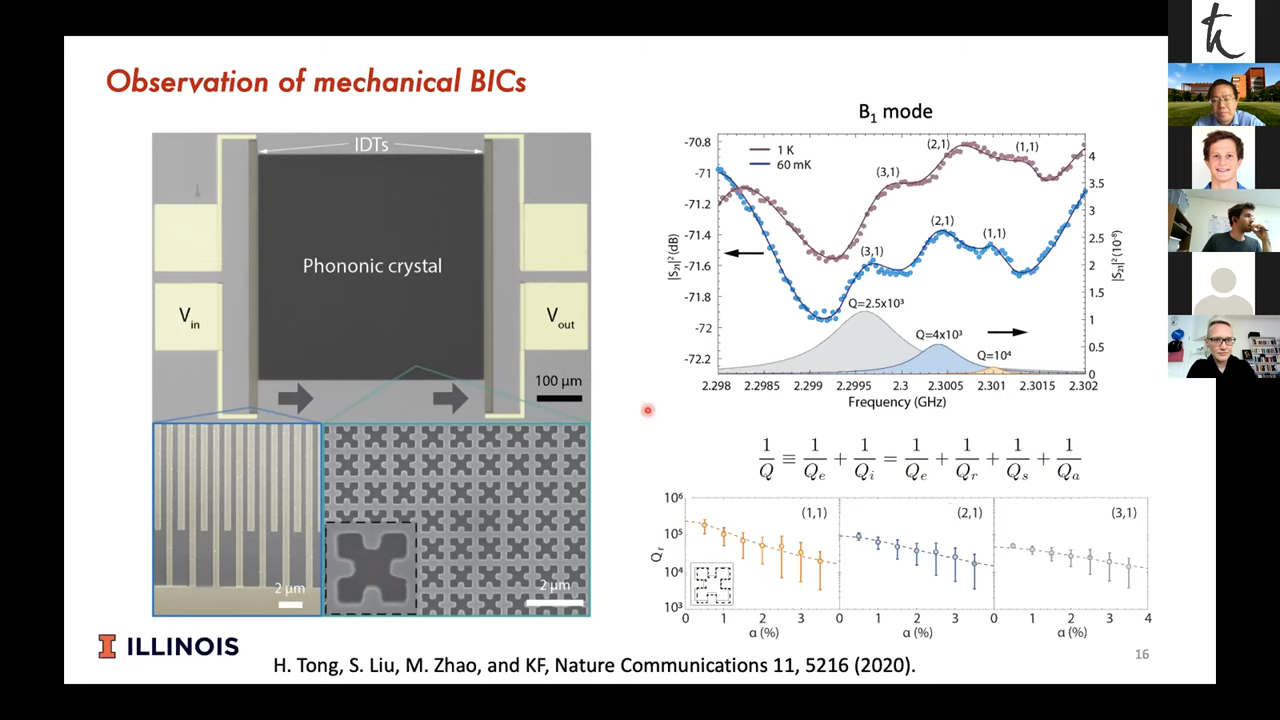 Observation of mechanical BICs
IDTs
Phononic crystal
V_in
V_out
100 µm
2 µm
2 µm
B₁ mode
-70.8
-71
-71.2
-71.4
-71.6
-71.8
-72
-72.2
|S₂₁|² (dB)
1 K
60 mK
(3,1)
(2,1)
(1,1)
(3,1)
(2,1)
(1,1)
Q=2.5x10³
Q=4x10³
Q=10⁴
4
3.5
3
2.5
2
1.5
1
0.5
0
|S₂₁|² (10⁻⁸)
2.298 2.2985 2.299 2.2995 2.3 2.3005 2.301 2.3015 2.302
Frequency (GHz)
1/Q ≡ 1/Q_e + 1/Q_i = 1/Q_e + 1/Q_r + 1/Q_s + 1/Q_a
10⁶
10⁵
10⁴
10³
Q_r
(1,1)
(2,1)
(3,1)
0 1 2 3 0 1 2 3 0 1 2 3 4
α (%)
α (%)
α (%)
I ILLINOIS
H. Tong, S. Liu, M. Zhao, and KF, Nature Communications 11, 5216 (2020).
16